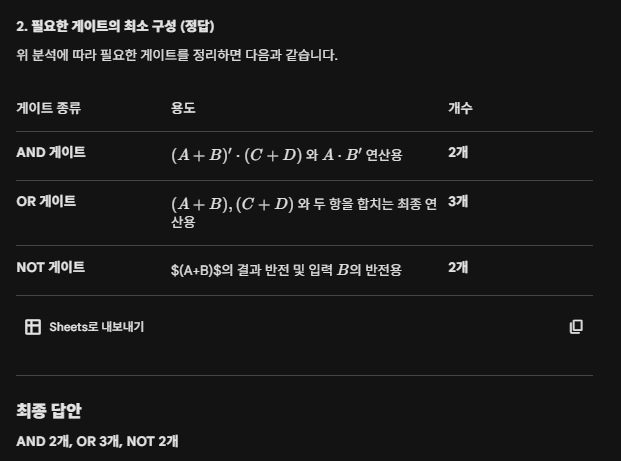 2. 필요한 게이트의 최소 구성 (정답)
위 분석에 따라 필요한 게이트를 정리하면 다음과 같습니다.
게이트 종류 용도 개수
AND 게이트 (A + B)′ · (C + D) 와 A · B′ 연산용 2개
OR 게이트 (A + B), (C + D) 와 두 항을 합치는 최종 연 3개
산용
NOT 게이트 $(A+B)$의 결과 반전 및 입력 B의 반전용 2개
Sheets로 내보내기
최종 답안
AND 2개, OR 3개, NOT 2개